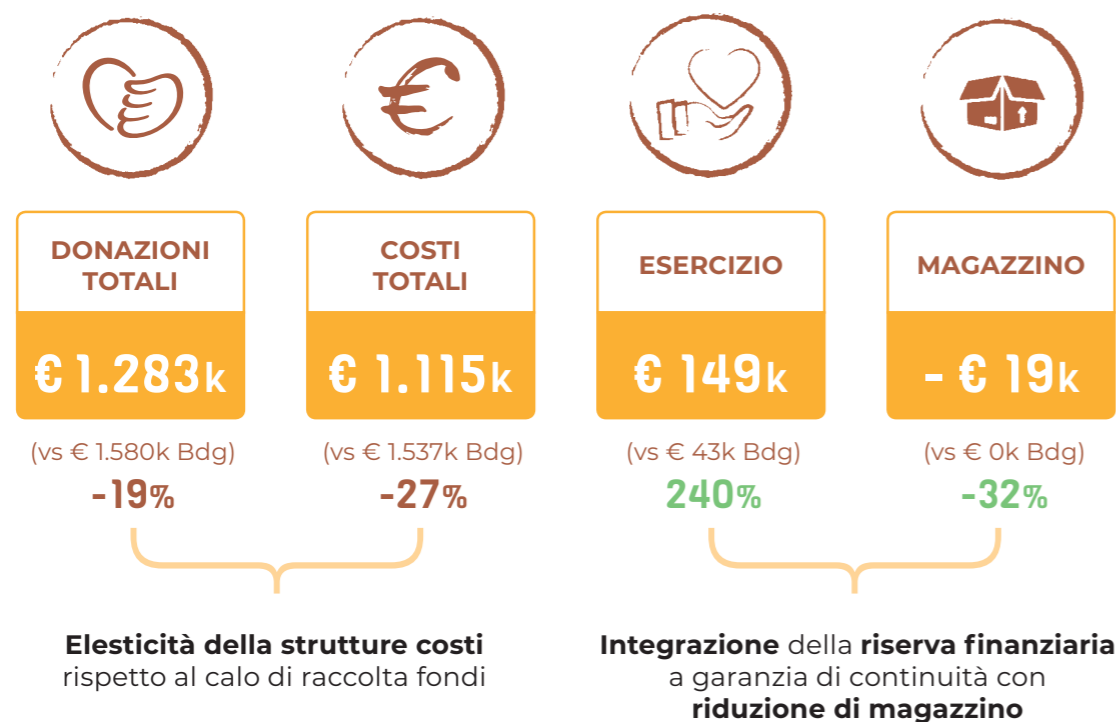 DONAZIONI
TOTALI
€ 1.283k
(vs € 1.580k Bdg)
-19%
COSTI
TOTALI
€ 1.115k
(vs € 1.537k Bdg)
-27%
Elesticità della strutture costi
rispetto al calo di raccolta fondi
ESERCIZIO
€ 149k
(vs € 43k Bdg)
240%
MAGAZZINO
- € 19k
(vs € 0k Bdg)
-32%
Integrazione della riserva finanziaria
a garanzia di continuità con
riduzione di magazzino